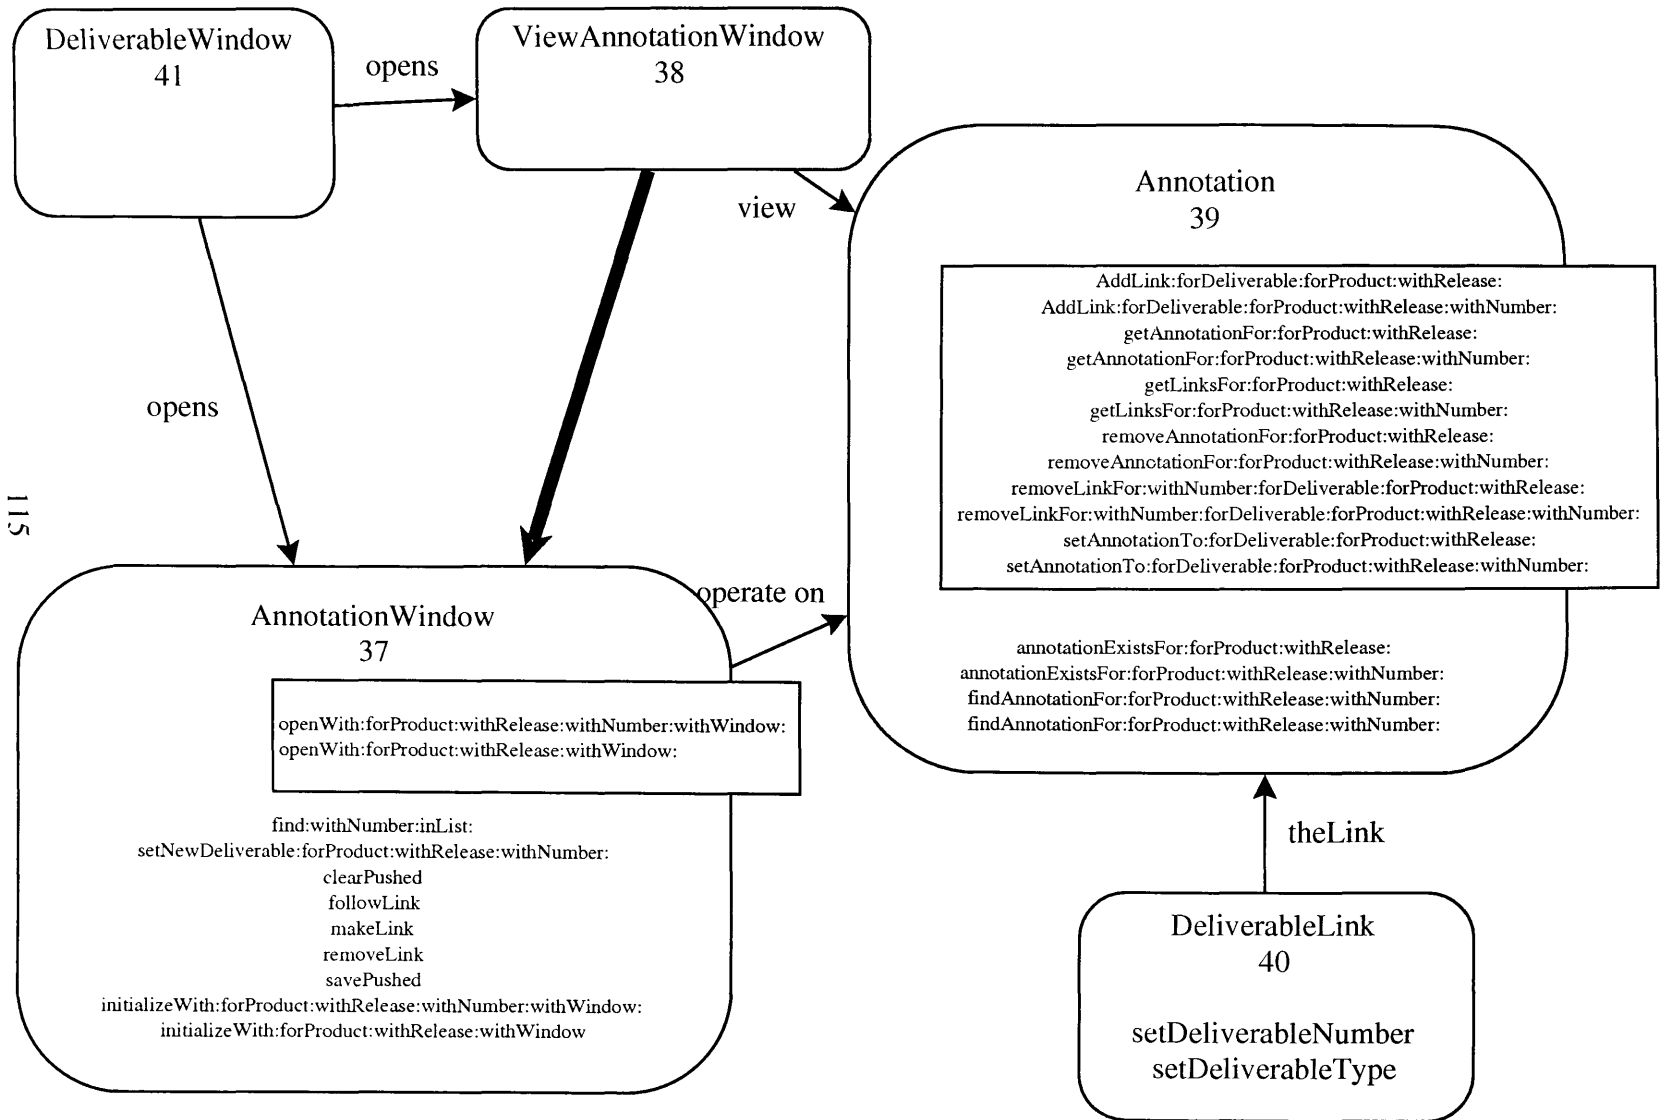 DeliverableWindow
41
opens
ViewAnnotationWindow
38
view
opens
Annotation
39
AddLink:forDeliverable:forProduct:withRelease:
AddLink:forDeliverable:forProduct:withRelease:withNumber:
getAnnotationFor:forProduct:withRelease:
getAnnotationFor:forProduct:withRelease:withNumber:
getLinksFor:forProduct:withRelease:
getLinksFor:forProduct:withRelease:withNumber:
removeAnnotationFor:forProduct:withRelease:
removeAnnotationFor:forProduct:withRelease:withNumber:
removeLinkFor:withNumber:forDeliverable:forProduct:withRelease:
removeLinkFor:withNumber:forDeliverable:forProduct:withRelease:withNumber:
setAnnotationTo:forDeliverable:forProduct:withRelease:
setAnnotationTo:forDeliverable:forProduct:withRelease:withNumber:
annotationExistsFor:forProduct:withRelease:
annotationExistsFor:forProduct:withRelease:withNumber:
findAnnotationFor:forProduct:withRelease:withNumber:
findAnnotationFor:forProduct:withRelease:withNumber:
115
operate on
AnnotationWindow
37
openWith:forProduct:withRelease:withNumber:withWindow:
openWith:forProduct:withRelease:withWindow:
find:withNumber:inList:
setNewDeliverable:forProduct:withRelease:withNumber:
clearPushed
followLink
makeLink
removeLink
savePushed
initializeWith:forProduct:withRelease:withNumber:withWindow:
initializeWith:forProduct:withRelease:withWindow
theLink
DeliverableLink
40
setDeliverableNumber
setDeliverableType